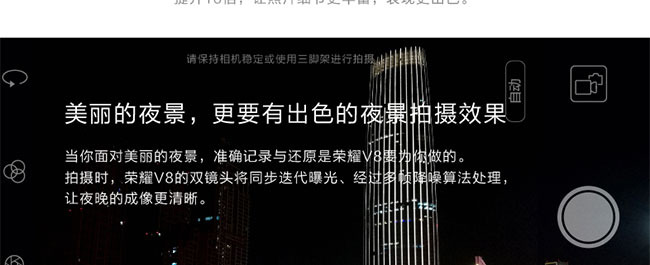 提升10倍，让照片细节更丰富，表现更出色。
请保持相机稳定或使用三脚架进行拍摄
自动
美丽的夜景，更要有出色的夜景拍摄效果
当你面对美丽的夜景，准确记录与还原是荣耀V8要为你做的。
拍摄时，荣耀V8的双镜头将同步迭代曝光、经过多帧降噪算法处理，
让夜晚的成像更清晰。